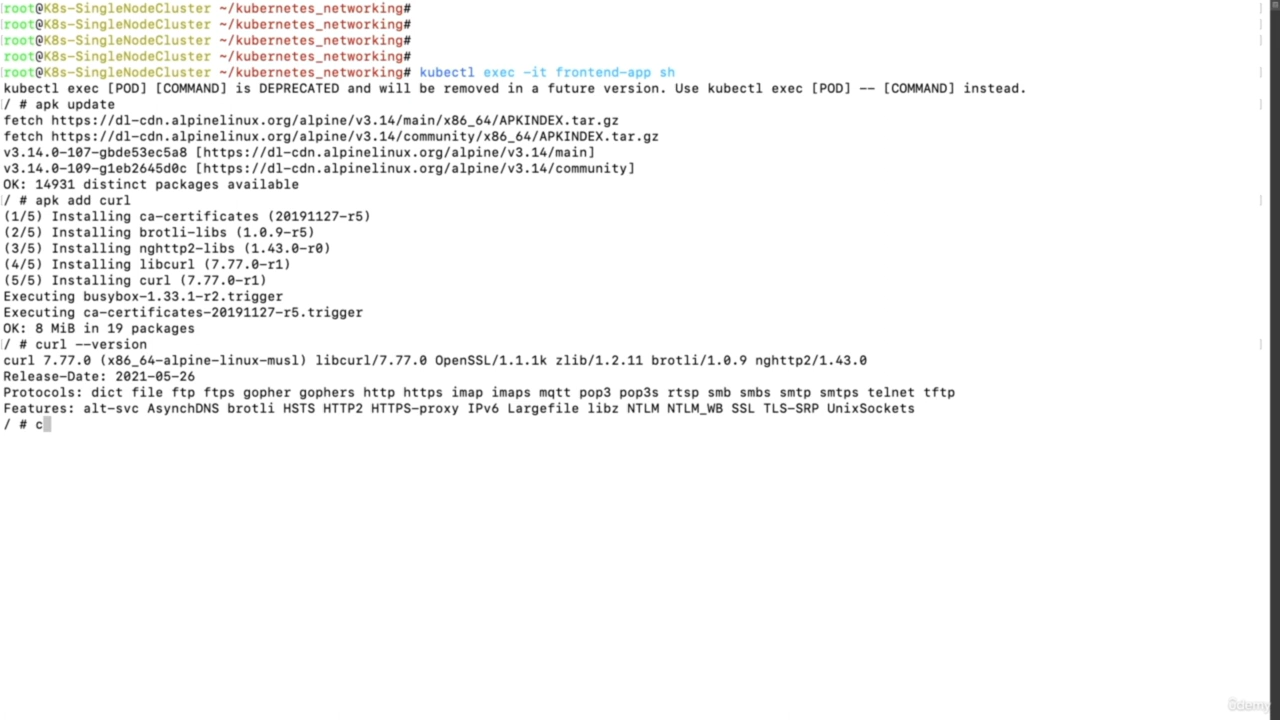 root@K8s-SingleNodeCluster ~/kubernetes_networking#
root@K8s-SingleNodeCluster ~/kubernetes_networking#
root@K8s-SingleNodeCluster ~/kubernetes_networking#
root@K8s-SingleNodeCluster ~/kubernetes_networking#
root@K8s-SingleNodeCluster ~/kubernetes_networking# kubectl exec -it frontend-app sh
kubectl exec [POD] [COMMAND] is DEPRECATED and will be removed in a future version. Use kubectl exec [POD] -- [COMMAND] instead.
/ # apk update
fetch https://dl-cdn.alpinelinux.org/alpine/v3.14/main/x86_64/APKINDEX.tar.gz
fetch https://dl-cdn.alpinelinux.org/alpine/v3.14/community/x86_64/APKINDEX.tar.gz
v3.14.0-107-gbde53ec5a8 [https://dl-cdn.alpinelinux.org/alpine/v3.14/main]
v3.14.0-109-g1eb2645d0c [https://dl-cdn.alpinelinux.org/alpine/v3.14/community]
OK: 14931 distinct packages available
/ # apk add curl
(1/5) Installing ca-certificates (20191127-r5)
(2/5) Installing brotli-libs (1.0.9-r5)
(3/5) Installing nghttp2-libs (1.43.0-r0)
(4/5) Installing libcurl (7.77.0-r1)
(5/5) Installing curl (7.77.0-r1)
Executing busybox-1.33.1-r2.trigger
Executing ca-certificates-20191127-r5.trigger
OK: 8 MiB in 19 packages
/ # curl --version
curl 7.77.0 (x86_64-alpine-linux-musl) libcurl/7.77.0 OpenSSL/1.1.1k zlib/1.2.11 brotli/1.0.9 nghttp2/1.43.0
Release-Date: 2021-05-26
Protocols: dict file ftp ftps gopher gophers http https imap imaps mqtt pop3 pop3s rtsp smb smbs smtp smtps telnet tftp
Features: alt-svc AsynchDNS brotli HSTS HTTP2 HTTPS-proxy IPv6 Largefile libz NTLM NTLM_WB SSL TLS-SRP UnixSockets
/ # c
ûdemy